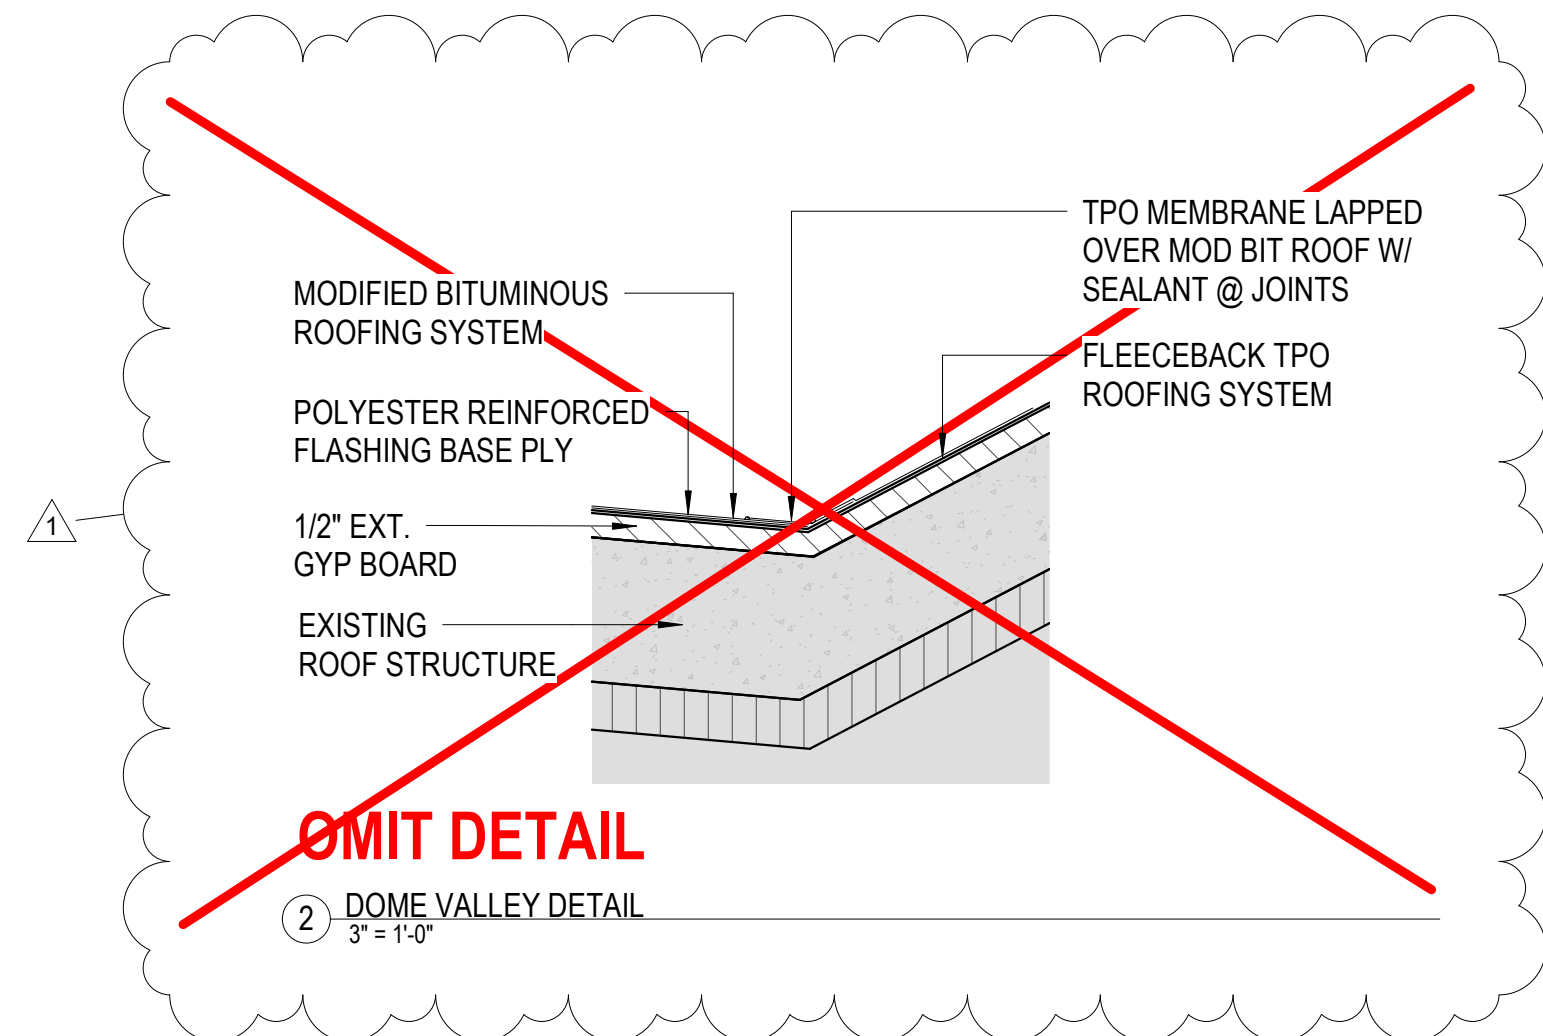 TPO MEMBRANE LAPPED
OVER MOD BIT ROOF W/
SEALANT @ JOINTS
MODIFIED BITUMINOUS
ROOFING SYSTEM
FLEECEBACK TPO
ROOFING SYSTEM
POLYESTER REINFORCED
FLASHING BASE PLY
1
1/2" EXT.
GYP BOARD
EXISTING
ROOF STRUCTURE
OMIT DETAIL
2 DOME VALLEY DETAIL
3" = 1'-0"